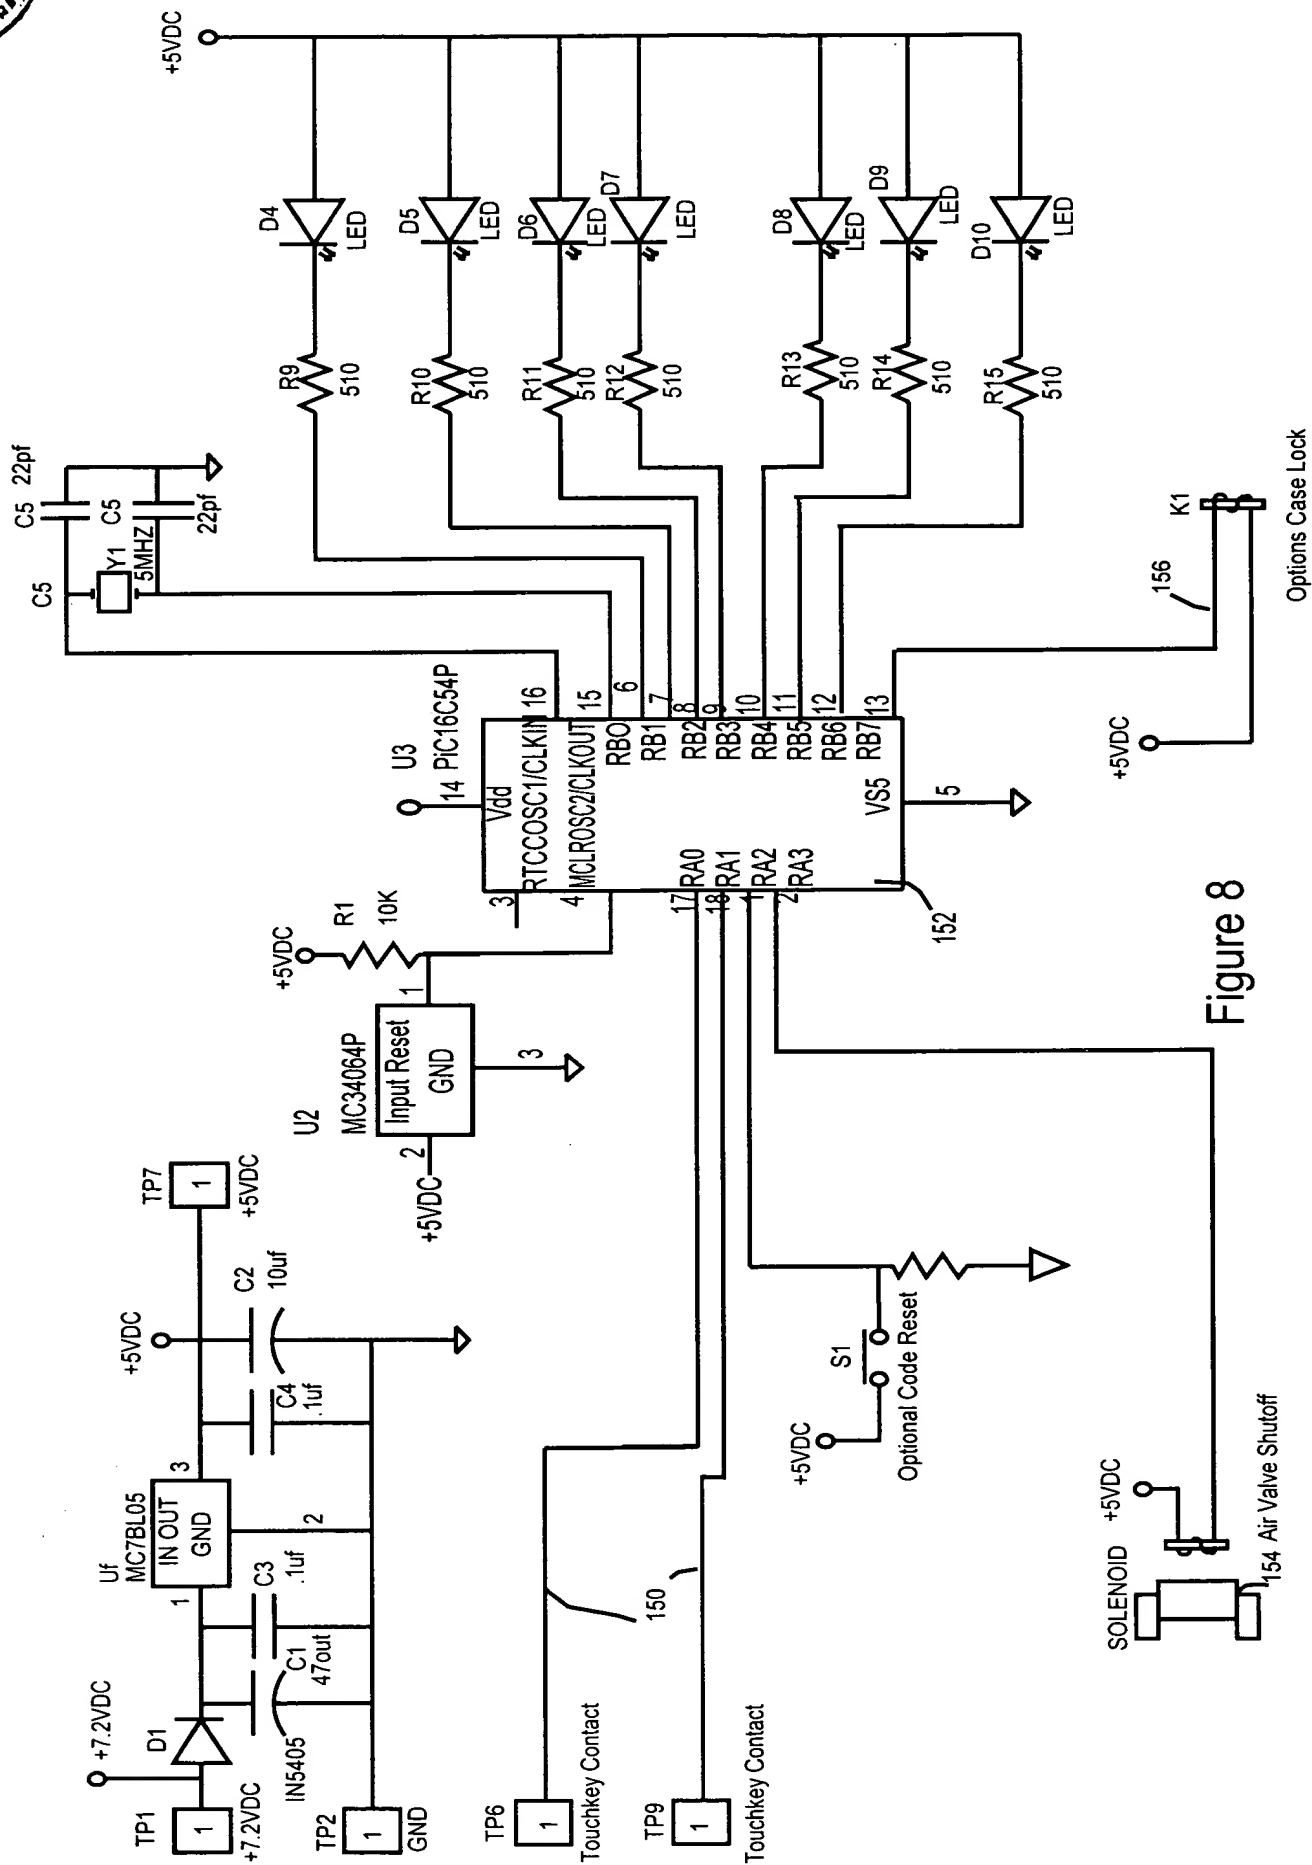 TP1
1
+7.2VDC
+7.2VDC
D1
IN5405
C1
47out
C3
.1uf
Uf
MC7BL05
IN OUT
GND
1
2
3
C4
.1uf
C2
10uf
+5VDC
TP7
1
+5VDC
TP2
1
GND
U2
MC34064P
Input Reset
GND
2
+5VDC
3
1
+5VDC
R1
10K
TP6
1
Touchkey Contact
TP9
1
Touchkey Contact
150
S1
+5VDC
Optional Code Reset
SOLENOID
+5VDC
154 Air Valve Shutoff
U3
PiC16C54P
14
Vdd
3
RTCCOSC1/CLKIN
16
4
MCLROSC2/CLKOUT
15
RBO
6
RB1
7
RB2
8
RB3
9
RB4
10
RB5
11
RB6
12
RB7
13
17
RA0
18
RA1
1
RA2
2
RA3
VS5
5
152
C5
Y1
5MHZ
C5
22pf
C5
22pf
+5VDC
R9
510
D4
LED
R10
510
D5
LED
R11
510
D6
LED
R12
510
D7
LED
R13
510
D8
LED
R14
510
D9
LED
R15
510
D10
LED
+5VDC
156
K1
Options Case Lock
Figure 8